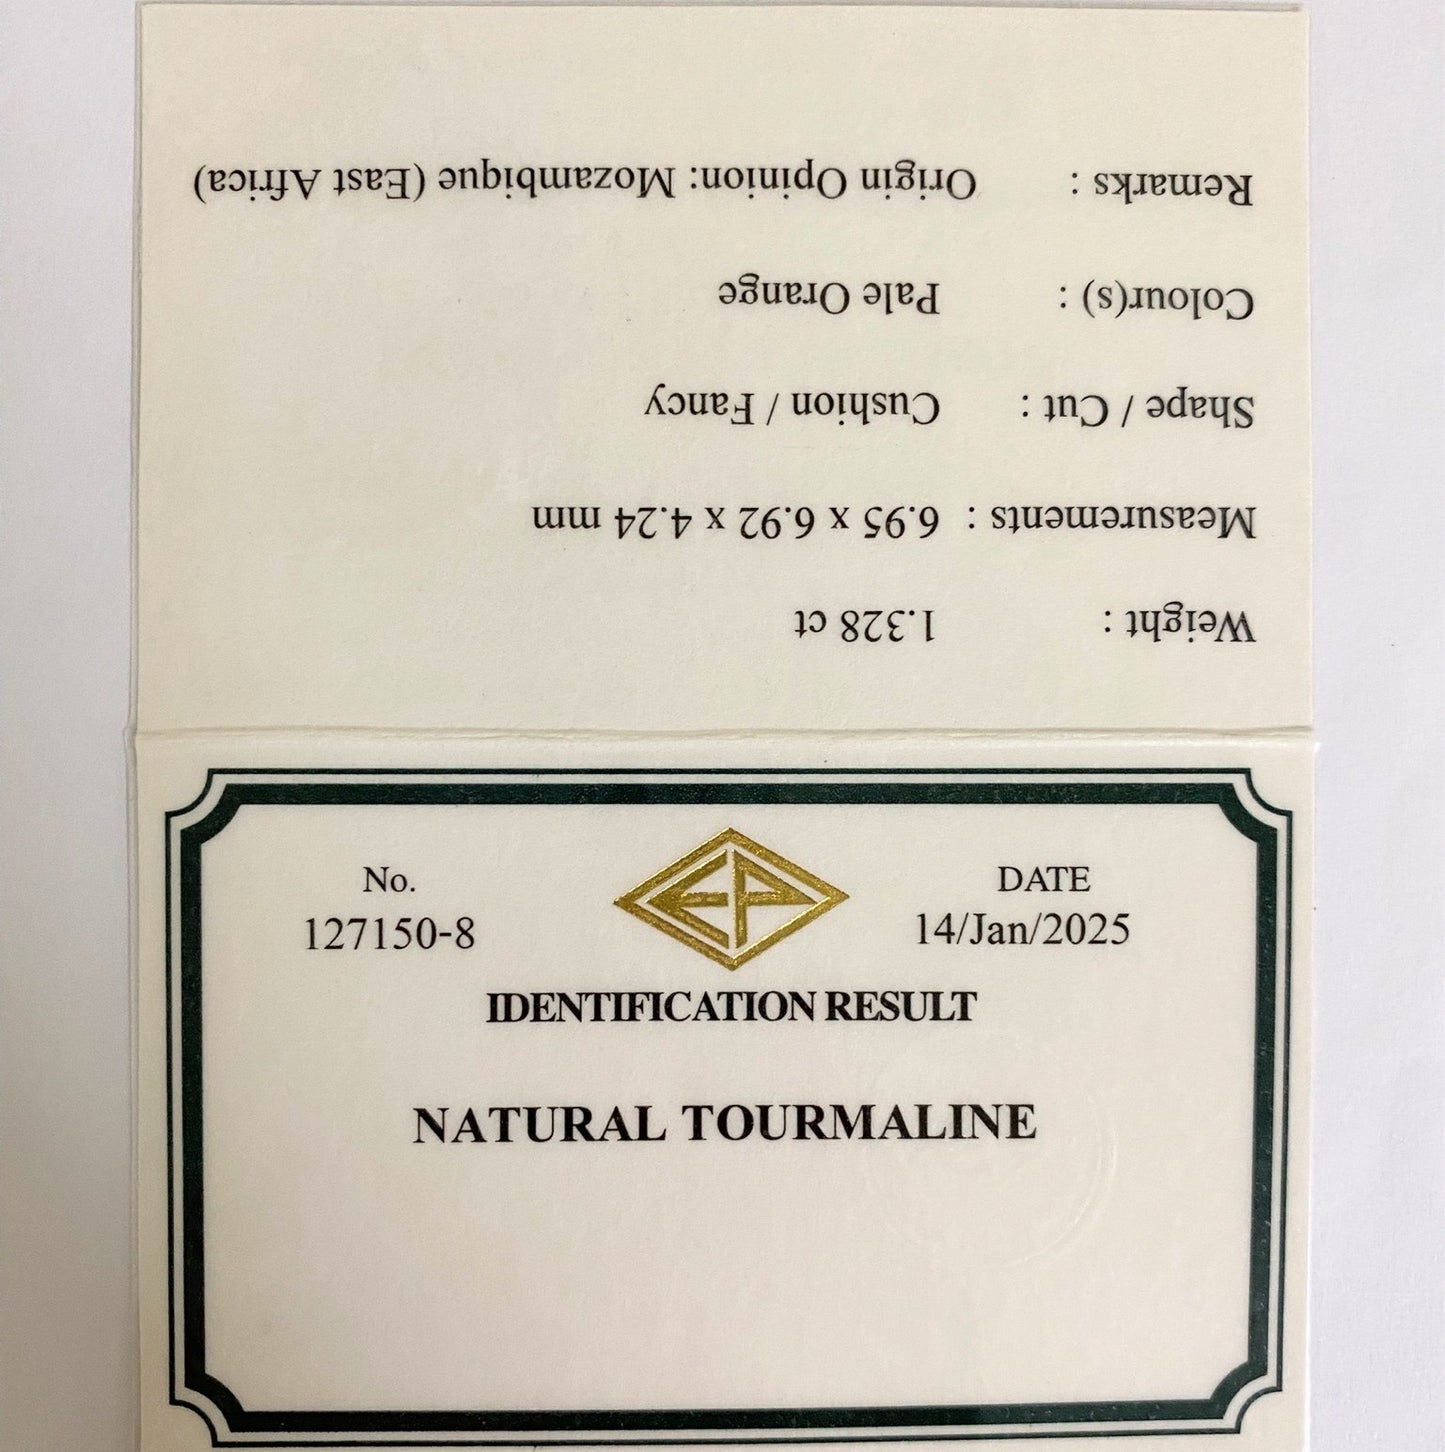 Weight : 1.328 ct
Measurements : 6.95 x 6.92 x 4.24 mm
Shape / Cut : Cushion / Fancy
Colour(s) : Pale Orange
Remarks : Origin Opinion: Mozambique (East Africa)
No.
127150-8
EP
DATE
14/Jan/2025
IDENTIFICATION RESULT
NATURAL TOURMALINE